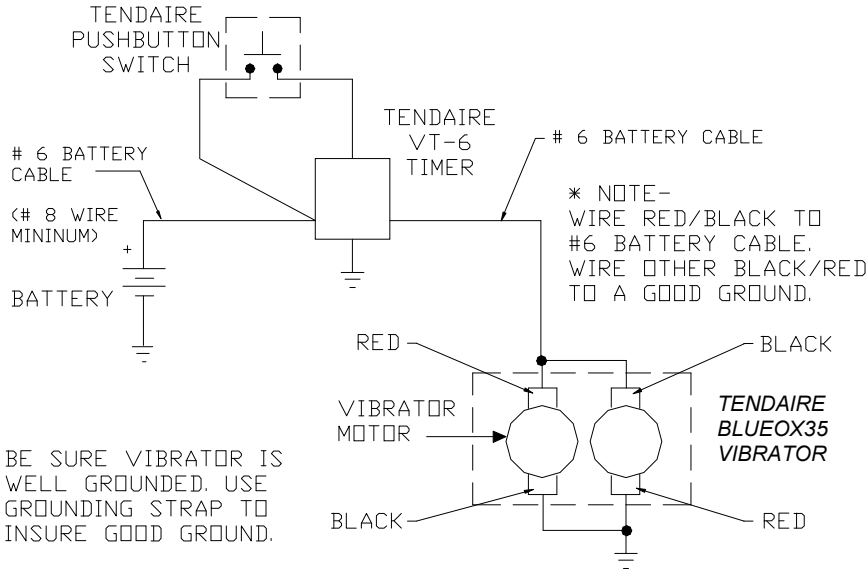 TENDAIRE
PUSHBUTTON
SWITCH
TENDAIRE
VT-6
TIMER
# 6 BATTERY CABLE
# 6 BATTERY
CABLE
(# 8 WIRE
MININUM)
+
BATTERY
* NOTE-
WIRE RED/BLACK TO
#6 BATTERY CABLE.
WIRE OTHER BLACK/RED
TO A GOOD GROUND.
RED
BLACK
VIBRATOR
MOTOR
TENDAIRE
BLUEOX35
VIBRATOR
BLACK
RED
BE SURE VIBRATOR IS
WELL GROUNDED. USE
GROUNDING STRAP TO
INSURE GOOD GROUND.